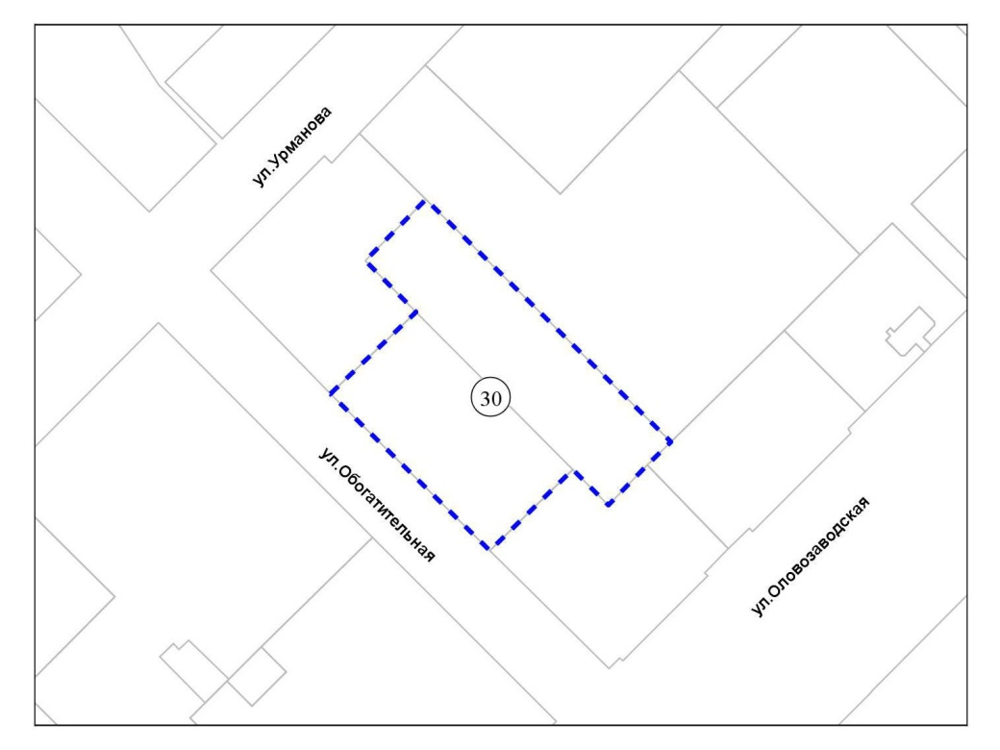 ул.Урманова
30
ул.Обогатительная
ул.Оловозаводская